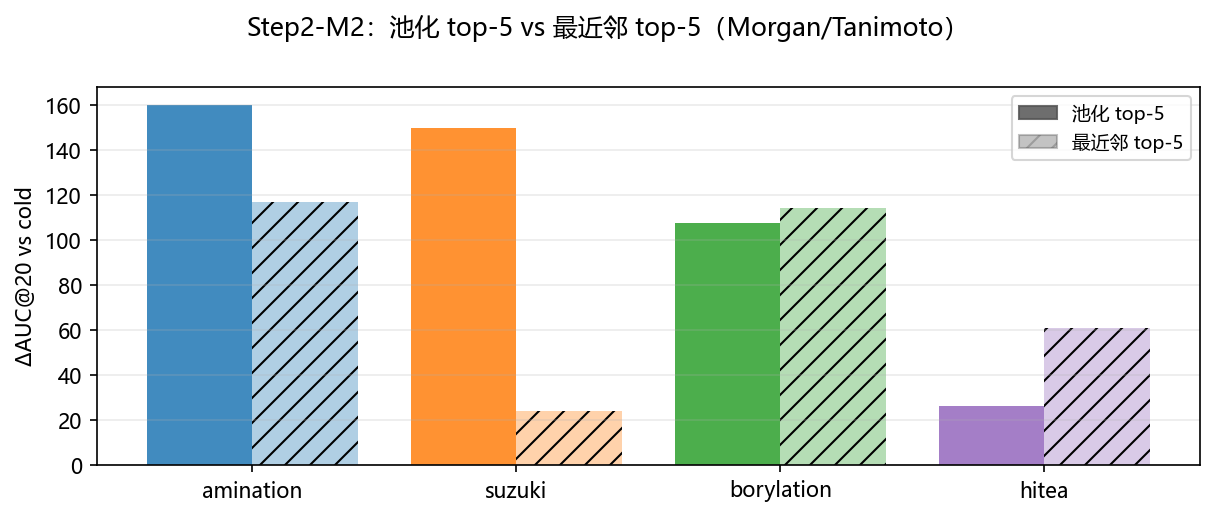 Step2-M2：池化 top-5 vs 最近邻 top-5（Morgan/Tanimoto）
ΔAUC@20 vs cold
160
140
120
100
80
60
40
20
0
池化 top-5
最近邻 top-5
amination
suzuki
borylation
hitea